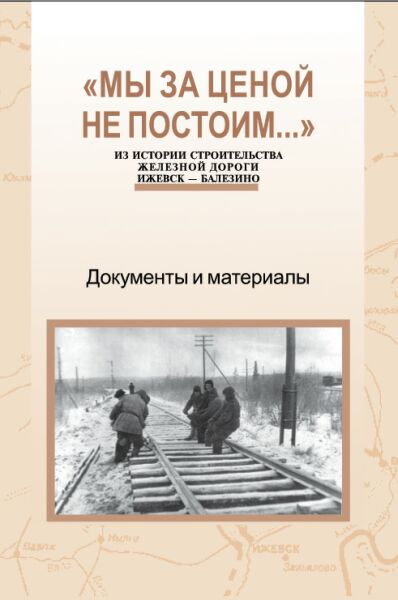 «МЫ ЗА ЦЕНОЙ
НЕ ПОСТОИМ...»
ИЗ ИСТОРИИ СТРОИТЕЛЬСТВА
ЖЕЛЕЗНОЙ ДОРОГИ
ИЖЕВСК — БАЛЕЗИНО
Документы и материалы
ИЖЕВСК